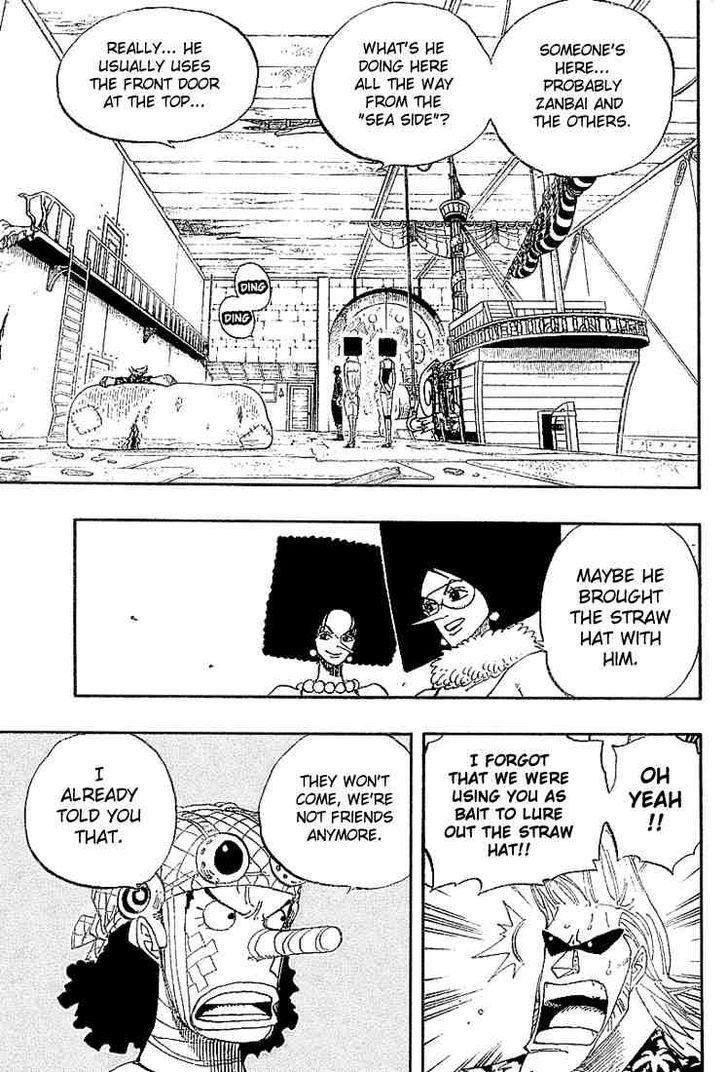 SOMEONE'S
HERE...
PROBABLY
ZANBAI AND
THE OTHERS.
WHAT'S HE
DOING HERE
ALL THE WAY
FROM THE
"SEA SIDE"?
REALLY... HE
USUALLY USES
THE FRONT DOOR
AT THE TOP...
DING
DING
MAYBE HE
BROUGHT
THE STRAW
HAT WITH
HIM.
OH
YEAH
!!
I FORGOT
THAT WE WERE
USING YOU AS
BAIT TO LURE
OUT THE STRAW
HAT!!
THEY WON'T
COME, WE'RE
NOT FRIENDS
ANYMORE.
I
ALREADY
TOLD YOU
THAT.